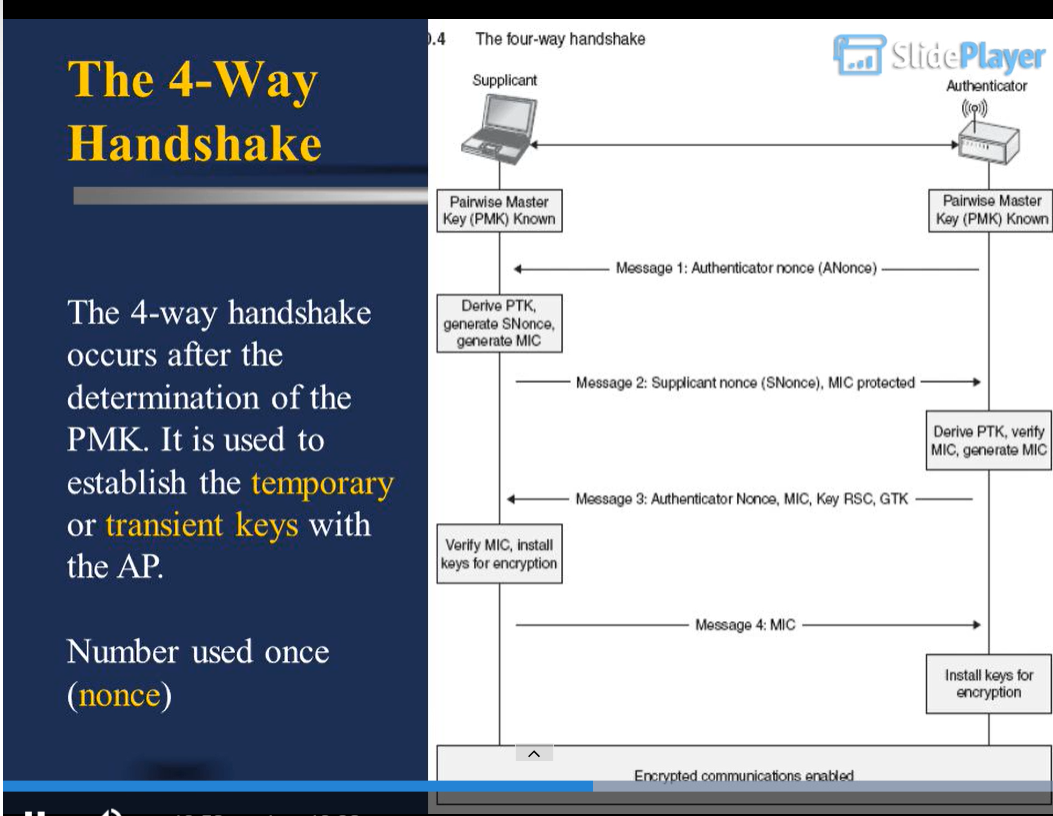 The 4-Way
Handshake
The 4-way handshake
occurs after the
determination of the
PMK. It is used to
establish the temporary
or transient keys with
the AP.
Number used once
(nonce)
.4 The four-way handshake
SlidePlayer
Supplicant
Authenticator
Pairwise Master
Key (PMK) Known
Pairwise Master
Key (PMK) Known
Message 1: Authenticator nonce (ANonce)
Derive PTK,
generate SNonce,
generate MIC
Message 2: Supplicant nonce (SNonce), MIC protected
Derive PTK, verify
MIC, generate MIC
Message 3: Authenticator Nonce, MIC, Key RSC, GTK
Verify MIC, install
keys for encryption
Message 4: MIC
Install keys for
encryption
Encrypted communications enabled